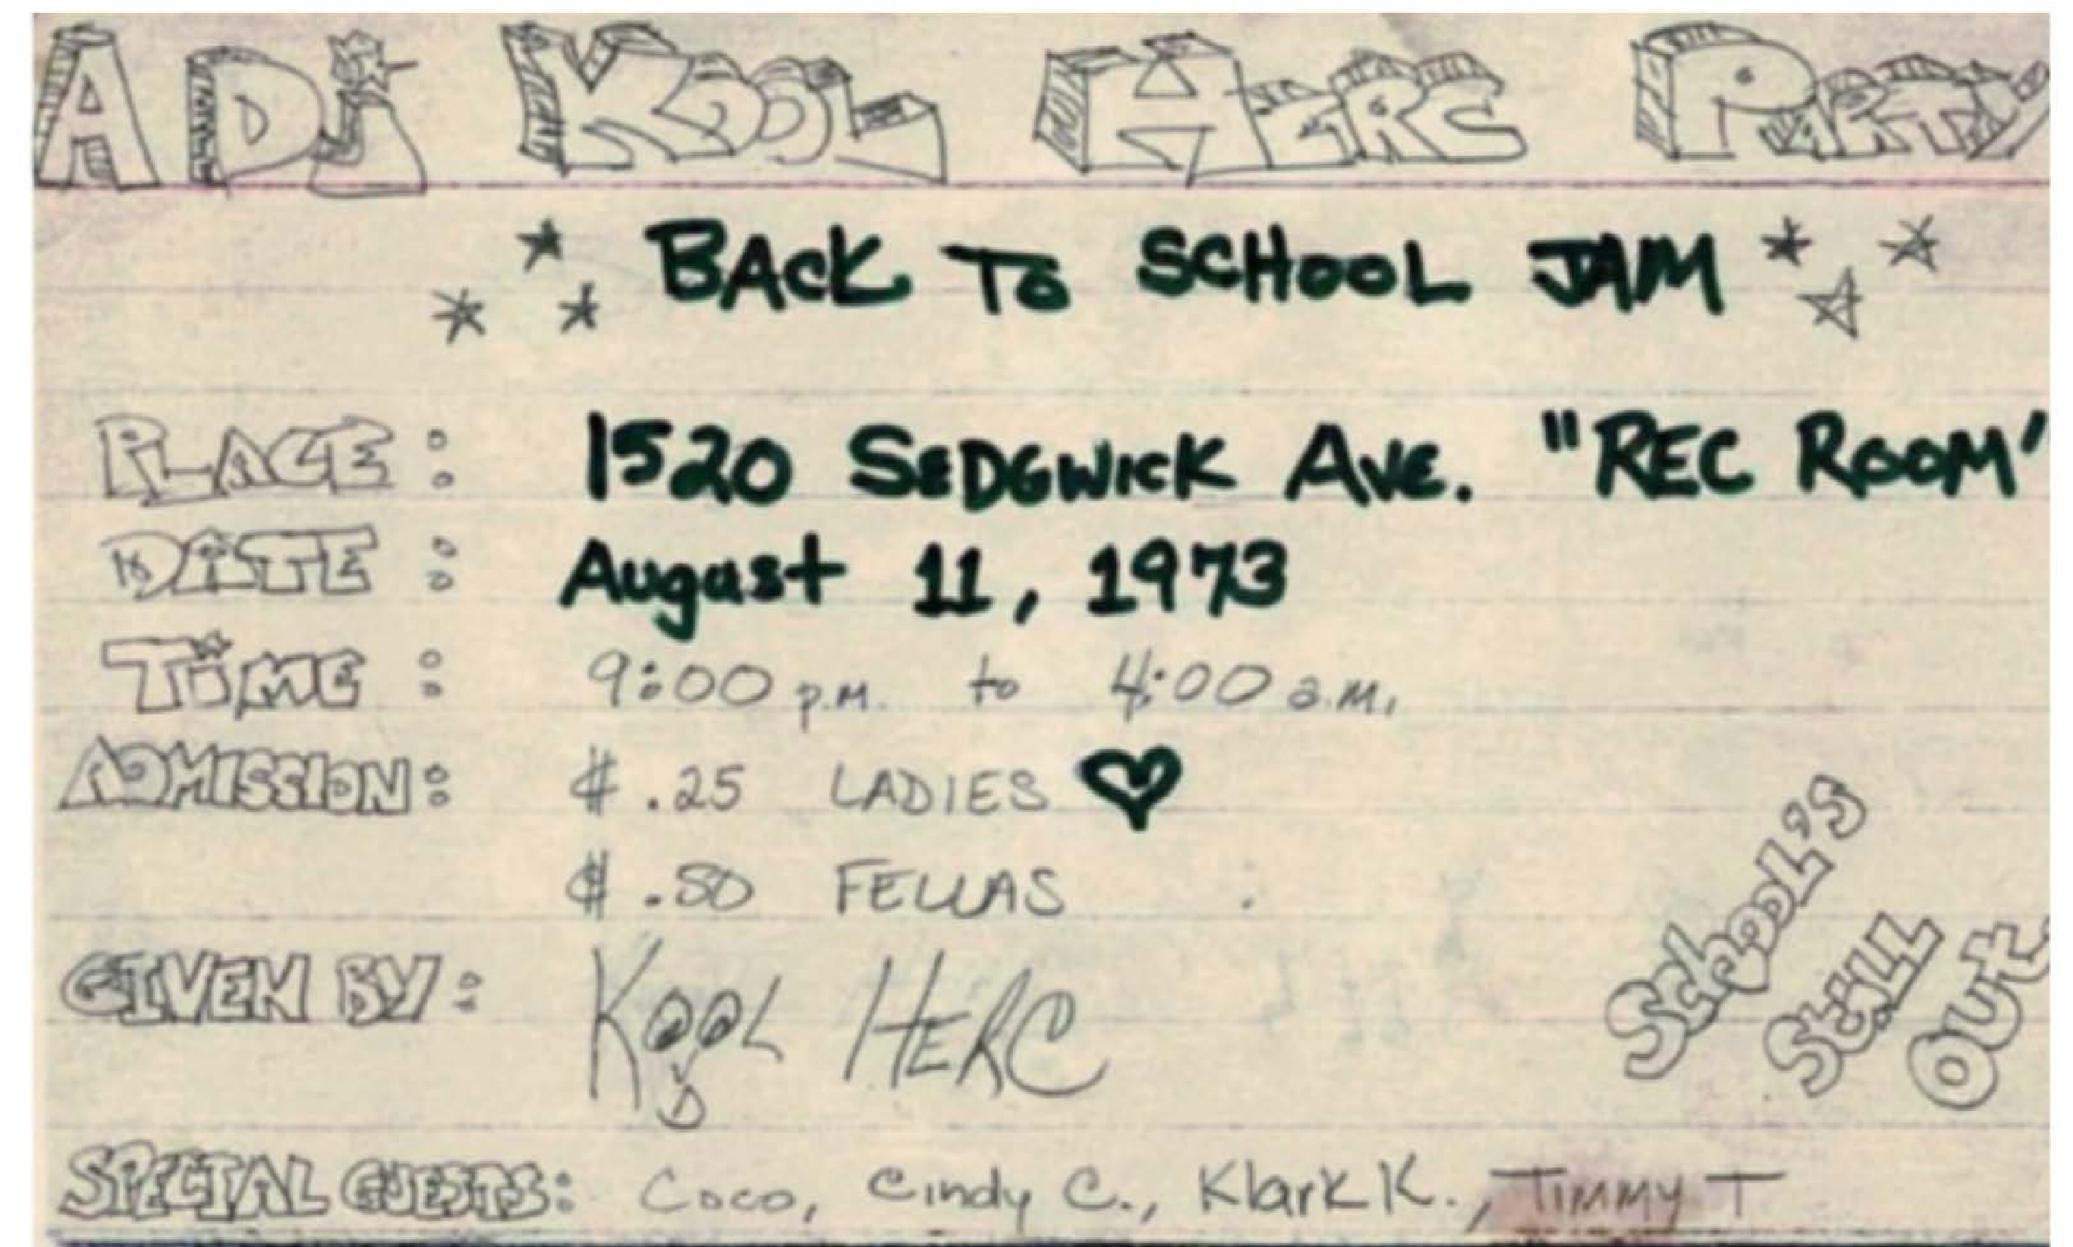 A DJ KOOL HERC PARTY
BACK TO SCHOOL JAM
PLACE: 1520 SEDGWICK AVE. "REC ROOM"
DATE: August 11, 1973
TIME: 9:00 p.m. to 4:00 a.m.
ADMISSION: $.25 LADIES
$.50 FELLAS
SCHOOL'S
STILL
OUT
GIVEN BY: KOOL HERC
SPECIAL GUESTS: Coco, Cindy C., Klark K., TIMMY T